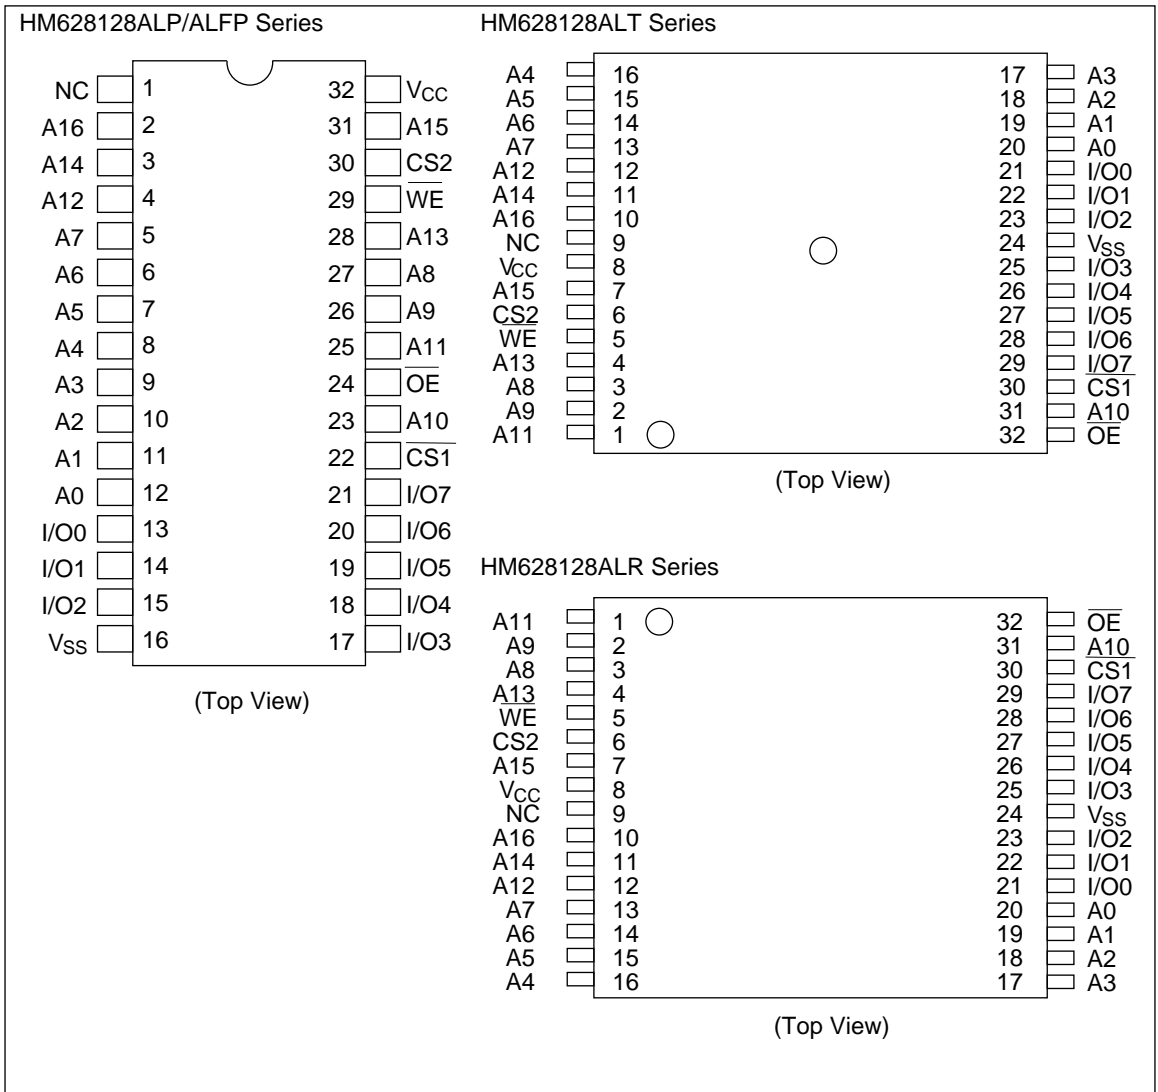 HM628128ALP/ALFP Series
NC 1 32 VCC
A16 2 31 A15
A14 3 30 CS2
A12 4 29 WE
A7 5 28 A13
A6 6 27 A8
A5 7 26 A9
A4 8 25 A11
A3 9 24 OE
A2 10 23 A10
A1 11 22 CS1
A0 12 21 I/O7
I/O0 13 20 I/O6
I/O1 14 19 I/O5
I/O2 15 18 I/O4
VSS 16 17 I/O3
(Top View)
HM628128ALT Series
A4 16 17 A3
A5 15 18 A2
A6 14 19 A1
A7 13 20 A0
A12 12 21 I/O0
A14 11 22 I/O1
A16 10 23 I/O2
NC 9 24 VSS
VCC 8 25 I/O3
A15 7 26 I/O4
CS2 6 27 I/O5
WE 5 28 I/O6
A13 4 29 I/O7
A8 3 30 CS1
A9 2 31 A10
A11 1 32 OE
(Top View)
HM628128ALR Series
A11 1 32 OE
A9 2 31 A10
A8 3 30 CS1
A13 4 29 I/O7
WE 5 28 I/O6
CS2 6 27 I/O5
A15 7 26 I/O4
VCC 8 25 I/O3
NC 9 24 VSS
A16 10 23 I/O2
A14 11 22 I/O1
A12 12 21 I/O0
A7 13 20 A0
A6 14 19 A1
A5 15 18 A2
A4 16 17 A3
(Top View)